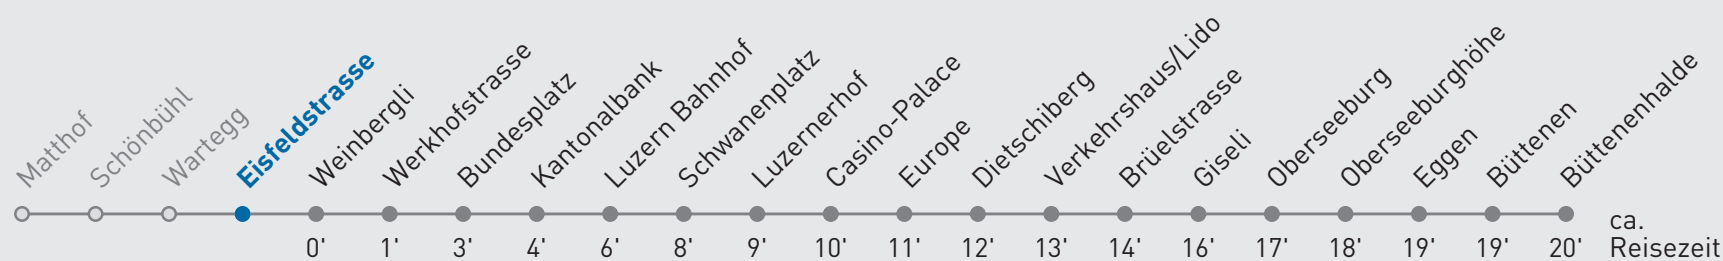 Matthof
Schönbühl
Wartegg
Eisfeldstrasse
Weinbergli
Werkhofstrasse
Bundesplatz
Kantonalbank
Luzern Bahnhof
Schwanenplatz
Luzernerhof
Casino-Palace
Europe
Dietschiberg
Verkehrshaus/Lido
Brüelstrasse
Giseli
Oberseeburg
Oberseeburghöhe
Eggen
Büttenen
Büttenenhalde
0' 1' 3' 4' 6' 8' 9' 10' 11' 12' 13' 14' 16' 17' 18' 19' 19' 20'
ca.
Reisezeit